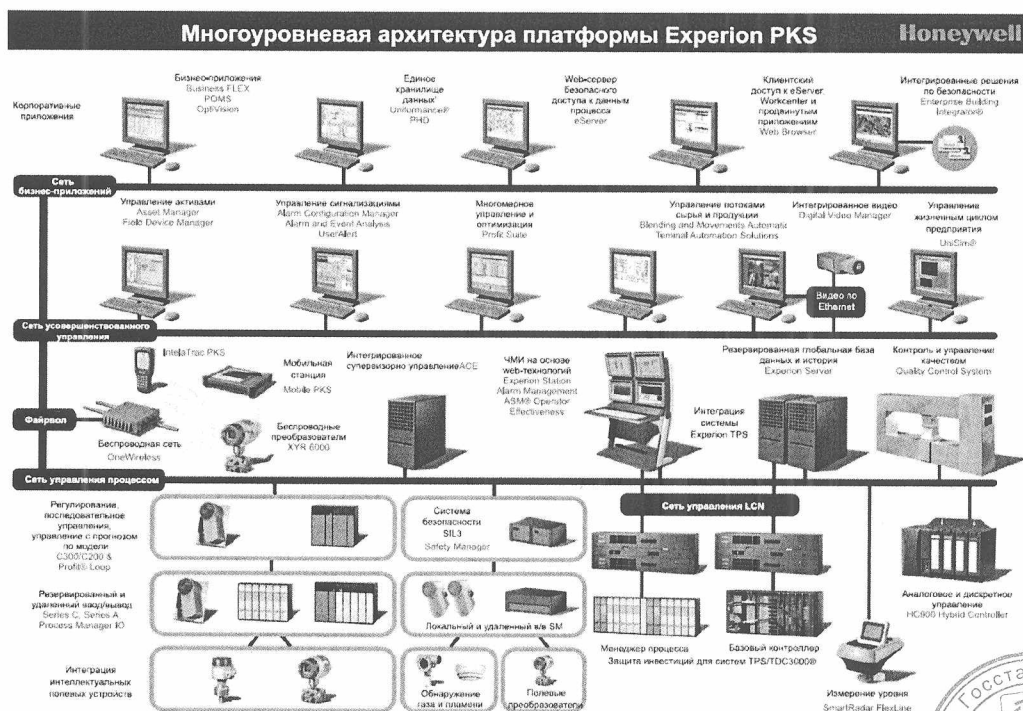 Многоуровневая архитектура платформы Experion PKS
Honeywell
Корпоративные
приложения
Бизнес-приложения
Business FLEX
POMS
OptiVision
Единое
хранилище
данных
Uniformance®
PHD
Web-сервер
безопасного
доступа к данным
процесса
eServer
Клиентский
доступ к eServer,
Workcenter и
продвинутым
приложениям
Web Browser
Интегрированные решения
по безопасности
Enterprise Building
Integrator®
Сеть
бизнес-приложений
Управление активами
Asset Manager
Field Device Manager
Управление сигнализациями
Alarm Configuration Manager
Alarm and Event Analysis
UserAlert
Многомерное
управление и
оптимизация
Profit Suite
Управление потоками
сырья и продукции
Blending and Movements Automatic
Teminal Automation Solutions
Интегрированное видео
Digital Video Manager
Управление
жизненным циклом
предприятия
UniSim®
Видео по
Ethernet
Сеть усовершенствованного
управления
IntelaTrac PKS
Мобильная
станция
Mobile PKS
Интегрированное
супервизорно управление ACE
ЧМИ на основе
web-технологий
Experion Station
Alarm Management
ASM® Operator
Effectiveness
Резервированная глобальная база
данных и история
Experion Server
Контроль и управление
качеством
Quality Control System
Файрвол
Беспроводная сеть
OneWireless
Беспроводные
преобразователи
XYR 6000
Интеграция
системы
Experion TPS
Сеть управления процессом
Сеть управления LCN
Регулирование,
последовательное
управления,
управление с прогнозом
по модели
C300/C200 &
Profit® Loop
Система
безопасности
SIL3
Safety Manager
Резервированный и
удаленный ввод/вывод
Series C, Series A
Process Manager IO
Локальный и удаленный в/в SM
Аналоговое и дискретное
управление
HC900 Hybrid Controller
Менеджер процесса
Базовый контроллер
Защита инвестиций для систем TPS/TDC3000®
Интеграция
интеллектуальных
полевых устройств
Обнаружение
газа и пламени
Полевые
преобразователи
Измерение уровня
SmartRadar FlexLine